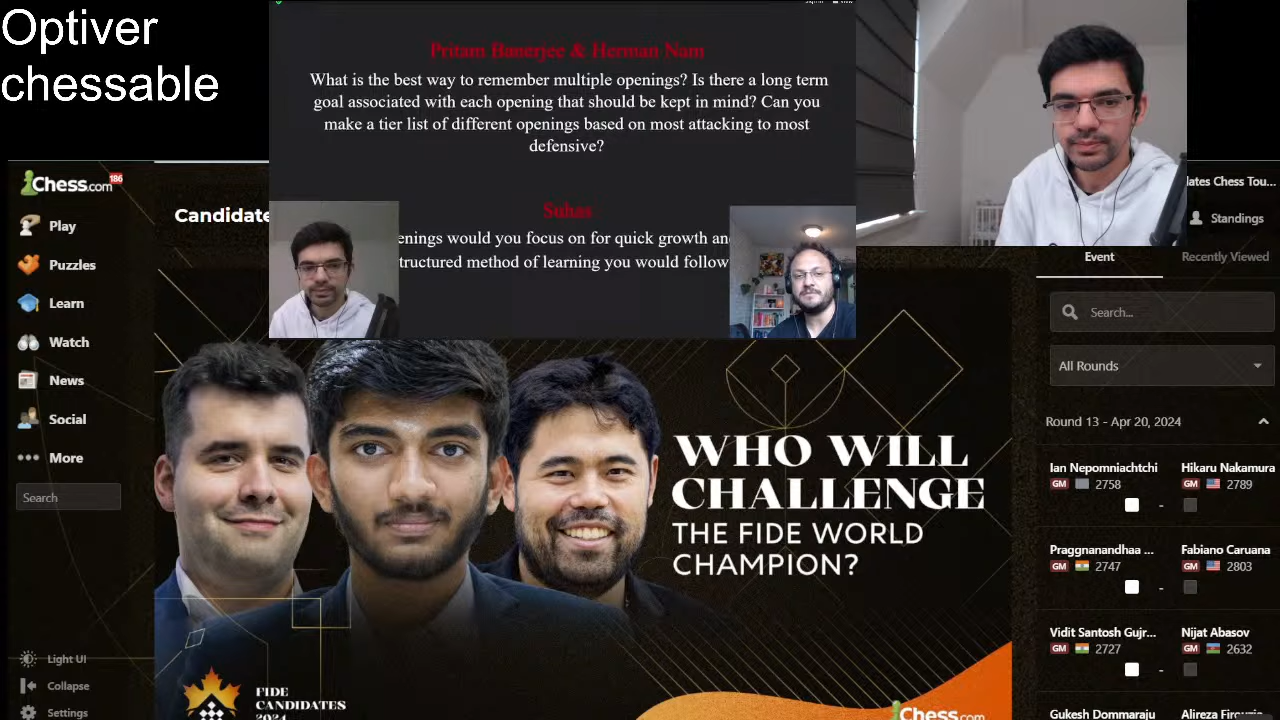 Optiver
chessable
Pritam Banerjee & Herman Nam
What is the best way to remember multiple openings? Is there a long term
goal associated with each opening that should be kept in mind? Can you
make a tier list of different openings based on most attacking to most
defensive?
Suhas
enings would you focus on for quick growth and
tructured method of learning you would follow
Chess.com
186
Play
Puzzles
Learn
Watch
News
Social
More
Search
Light UI
Collapse
Settings
Candidate
WHO WILL
CHALLENGE
THE FIDE WORLD
CHAMPION?
FIDE
CANDIDATES
2024
Chess.com
dates Chess Tou...
Standings
Event
Recently Viewed
Search...
All Rounds
Round 13 - Apr 20, 2024
Ian Nepomniachtchi
GM 2758
Hikaru Nakamura
GM 2789
-
Praggnanandhaa ...
GM 2747
Fabiano Caruana
GM 2803
-
Vidit Santosh Gujr...
GM 2727
Nijat Abasov
GM 2632
-
Gukesh Dommaraju
Alireza Firouzja